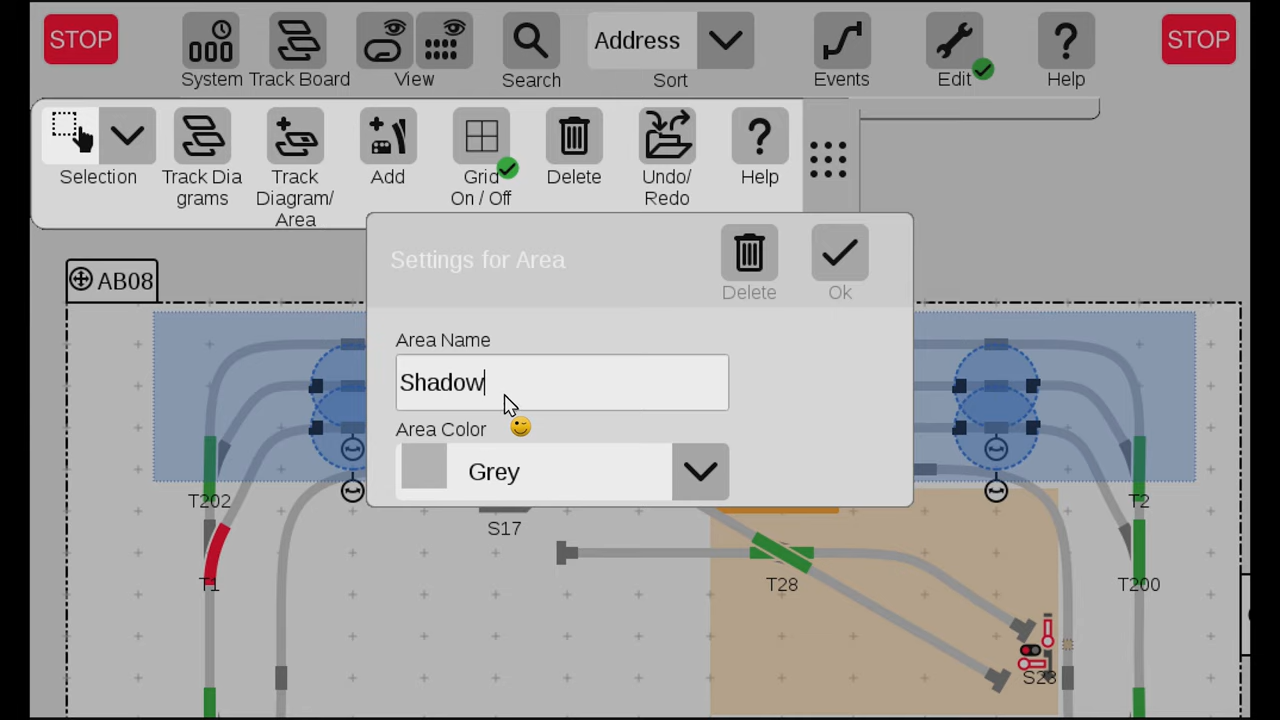 STOP
System
Track Board
View
Search
Address
Sort
Events
Edit
Help
STOP
Selection
Track Dia
grams
Track
Diagram/
Area
Add
Grid
On / Off
Delete
Undo/
Redo
Help
AB08
Settings for Area
Delete
Ok
Area Name
Shadow
Area Color
Grey
T202
T2
S17
T1
T28
T200
S28